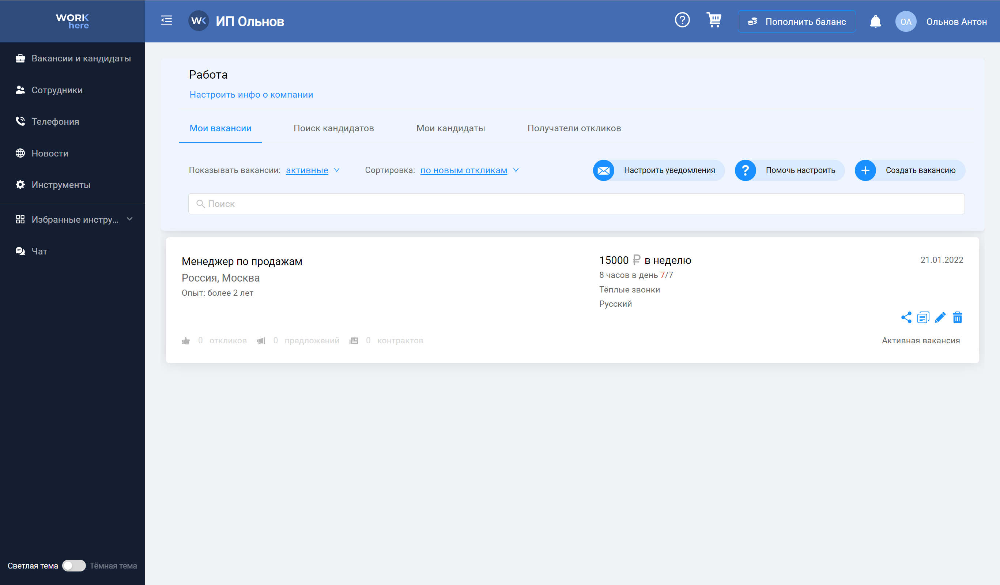 WORK
here
WK ИП Ольнов
Пополнить баланс
ОА Ольнов Антон
Вакансии и кандидаты
Сотрудники
Телефония
Новости
Инструменты
Избранные инстру...
Чат
Светлая тема Тёмная тема
Работа
Настроить инфо о компании
Мои вакансии Поиск кандидатов Мои кандидаты Получатели откликов
Показывать вакансии: активные Сортировка: по новым откликам Настроить уведомления Помочь настроить Создать вакансию
Поиск
Менеджер по продажам
Россия, Москва
Опыт: более 2 лет
15000 ₽ в неделю
8 часов в день 7/7
Тёплые звонки
Русский
21.01.2022
0 откликов 0 предложений 0 контрактов
Активная вакансия